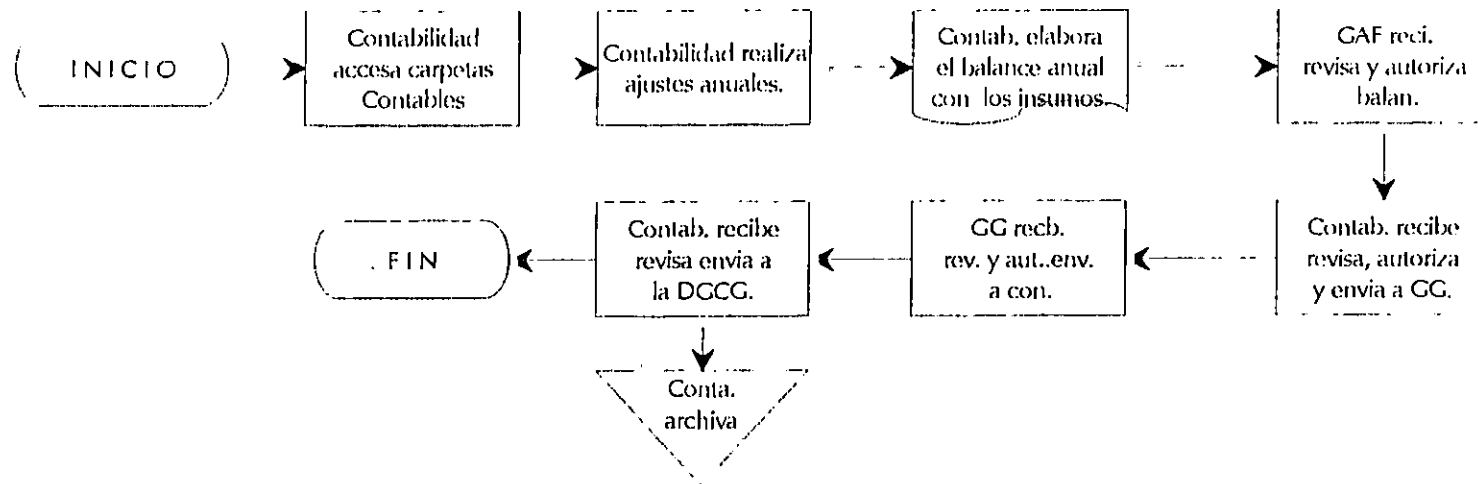 INICIO
Contabilidad
accesa carpetas
Contables
Contabilidad realiza
ajustes anuales.
Contab. elabora
el balance anual
con los insumos.
GAF reci.
revisa y autoriza
balan.
Contab. recibe
revisa, autoriza
y envia a GG.
GG recb.
rev. y aut..env.
a con.
Contab. recibe
revisa envia a
la DGCG.
. FIN
Conta.
archiva